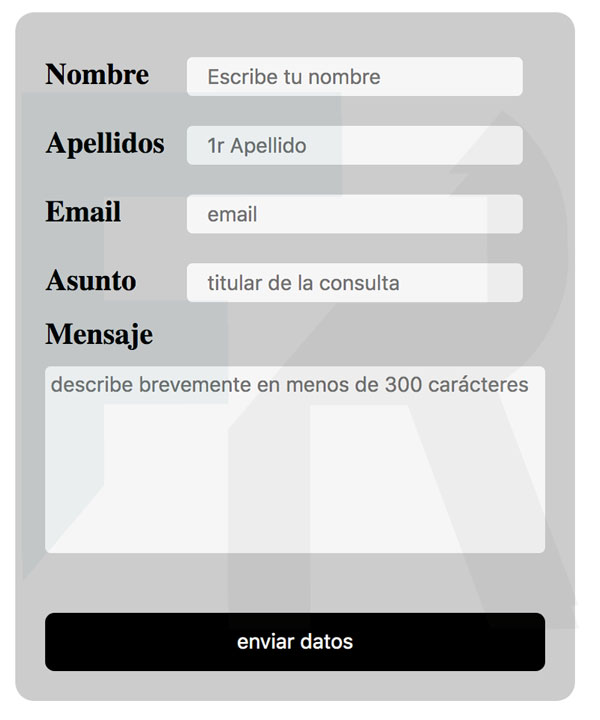 Nombre Escribe tu nombre
Apellidos 1r Apellido
Email email
Asunto titular de la consulta
Mensaje
describe brevemente en menos de 300 carácteres
enviar datos